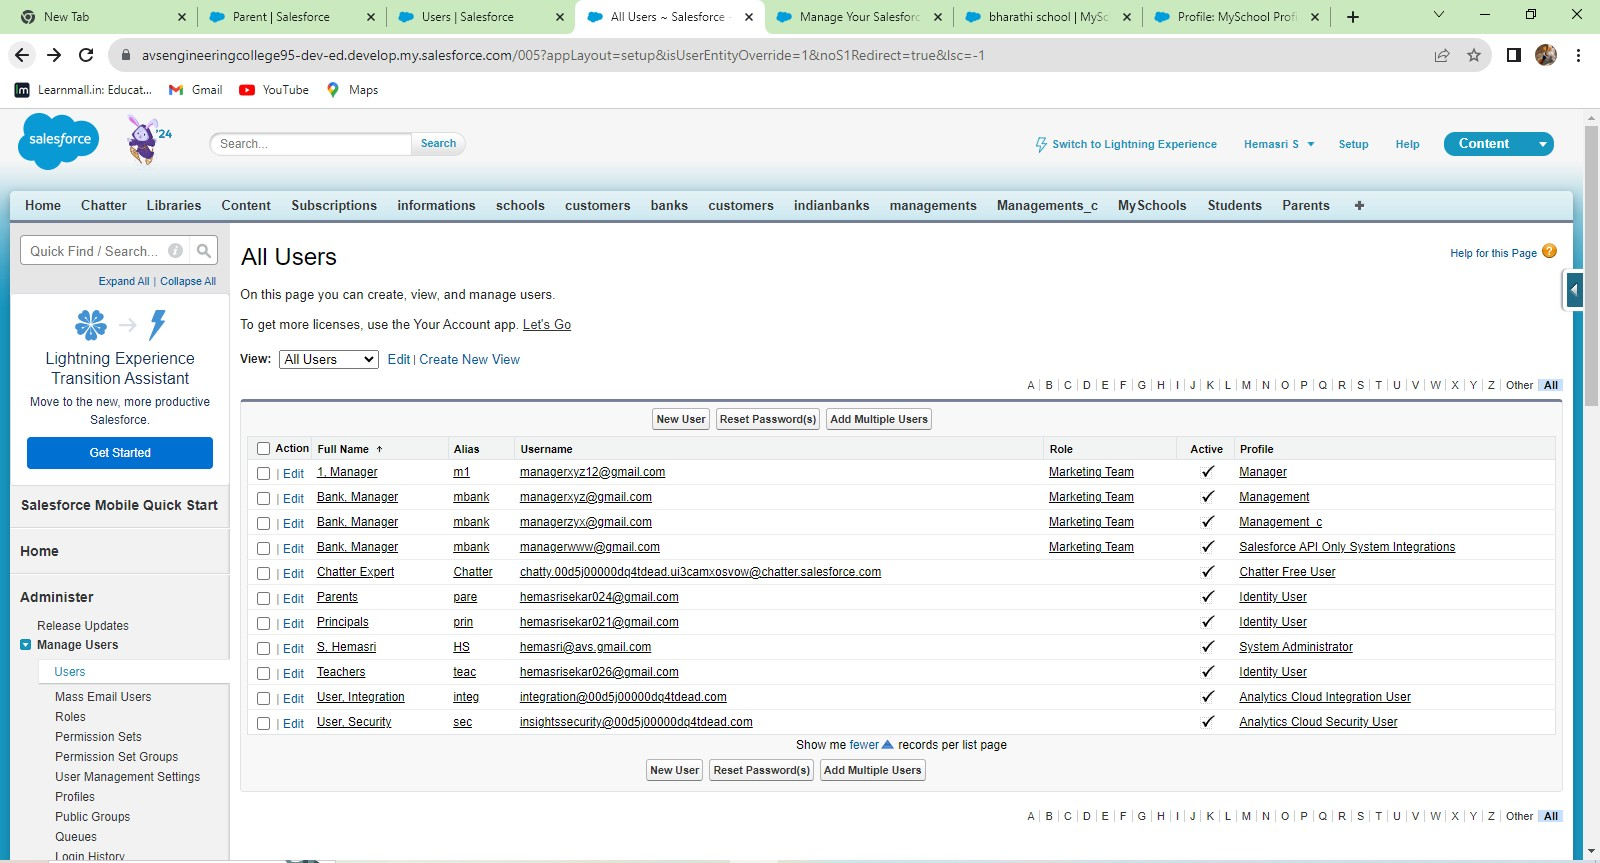 New Tab
Parent | Salesforce
Users | Salesforce
All Users ~ Salesforce -
Manage Your Salesforc
bharathi school | MySc
Profile: MySchool Profi
avsengineeringcollege95-dev-ed.develop.my.salesforce.com/005?appLayout=setup&isUserEntityOverride=1&noS1Redirect=true&lsc=-1
lm Learnmall.in: Educat... Gmail YouTube Maps
salesforce '24 Search... Search Switch to Lightning Experience Hemasri S Setup Help Content
Home Chatter Libraries Content Subscriptions informations schools customers banks customers indianbanks managements Managements_c MySchools Students Parents +
Quick Find / Search...
Expand All | Collapse All
Lightning Experience
Transition Assistant
Move to the new, more productive
Salesforce.
Get Started
Salesforce Mobile Quick Start
Home
Administer
Release Updates
Manage Users
Users
Mass Email Users
Roles
Permission Sets
Permission Set Groups
User Management Settings
Profiles
Public Groups
Queues
Login History
All Users
Help for this Page ?
On this page you can create, view, and manage users.
To get more licenses, use the Your Account app. Let's Go
View: All Users Edit | Create New View
A | B | C | D | E | F | G | H | I | J | K | L | M | N | O | P | Q | R | S | T | U | V | W | X | Y | Z | Other All
New User Reset Password(s) Add Multiple Users
Action Full Name ↑ Alias Username Role Active Profile
| Edit 1, Manager m1 managerxyz12@gmail.com Marketing Team ✓ Manager
| Edit Bank, Manager mbank managerxyz@gmail.com Marketing Team ✓ Management
| Edit Bank, Manager mbank managerzyx@gmail.com Marketing Team ✓ Management_c
| Edit Bank, Manager mbank managerwww@gmail.com Marketing Team ✓ Salesforce API Only System Integrations
| Edit Chatter Expert Chatter chatty.00d5j00000dq4tdead.ui3camxosvow@chatter.salesforce.com ✓ Chatter Free User
| Edit Parents pare hemasrisekar024@gmail.com ✓ Identity User
| Edit Principals prin hemasrisekar021@gmail.com ✓ Identity User
| Edit S, Hemasri HS hemasri@avs.gmail.com ✓ System Administrator
| Edit Teachers teac hemasrisekar026@gmail.com ✓ Identity User
| Edit User, Integration integ integration@00d5j00000dq4tdead.com ✓ Analytics Cloud Integration User
| Edit User, Security sec insightssecurity@00d5j00000dq4tdead.com ✓ Analytics Cloud Security User
Show me fewer records per list page
New User Reset Password(s) Add Multiple Users
A | B | C | D | E | F | G | H | I | J | K | L | M | N | O | P | Q | R | S | T | U | V | W | X | Y | Z | Other All